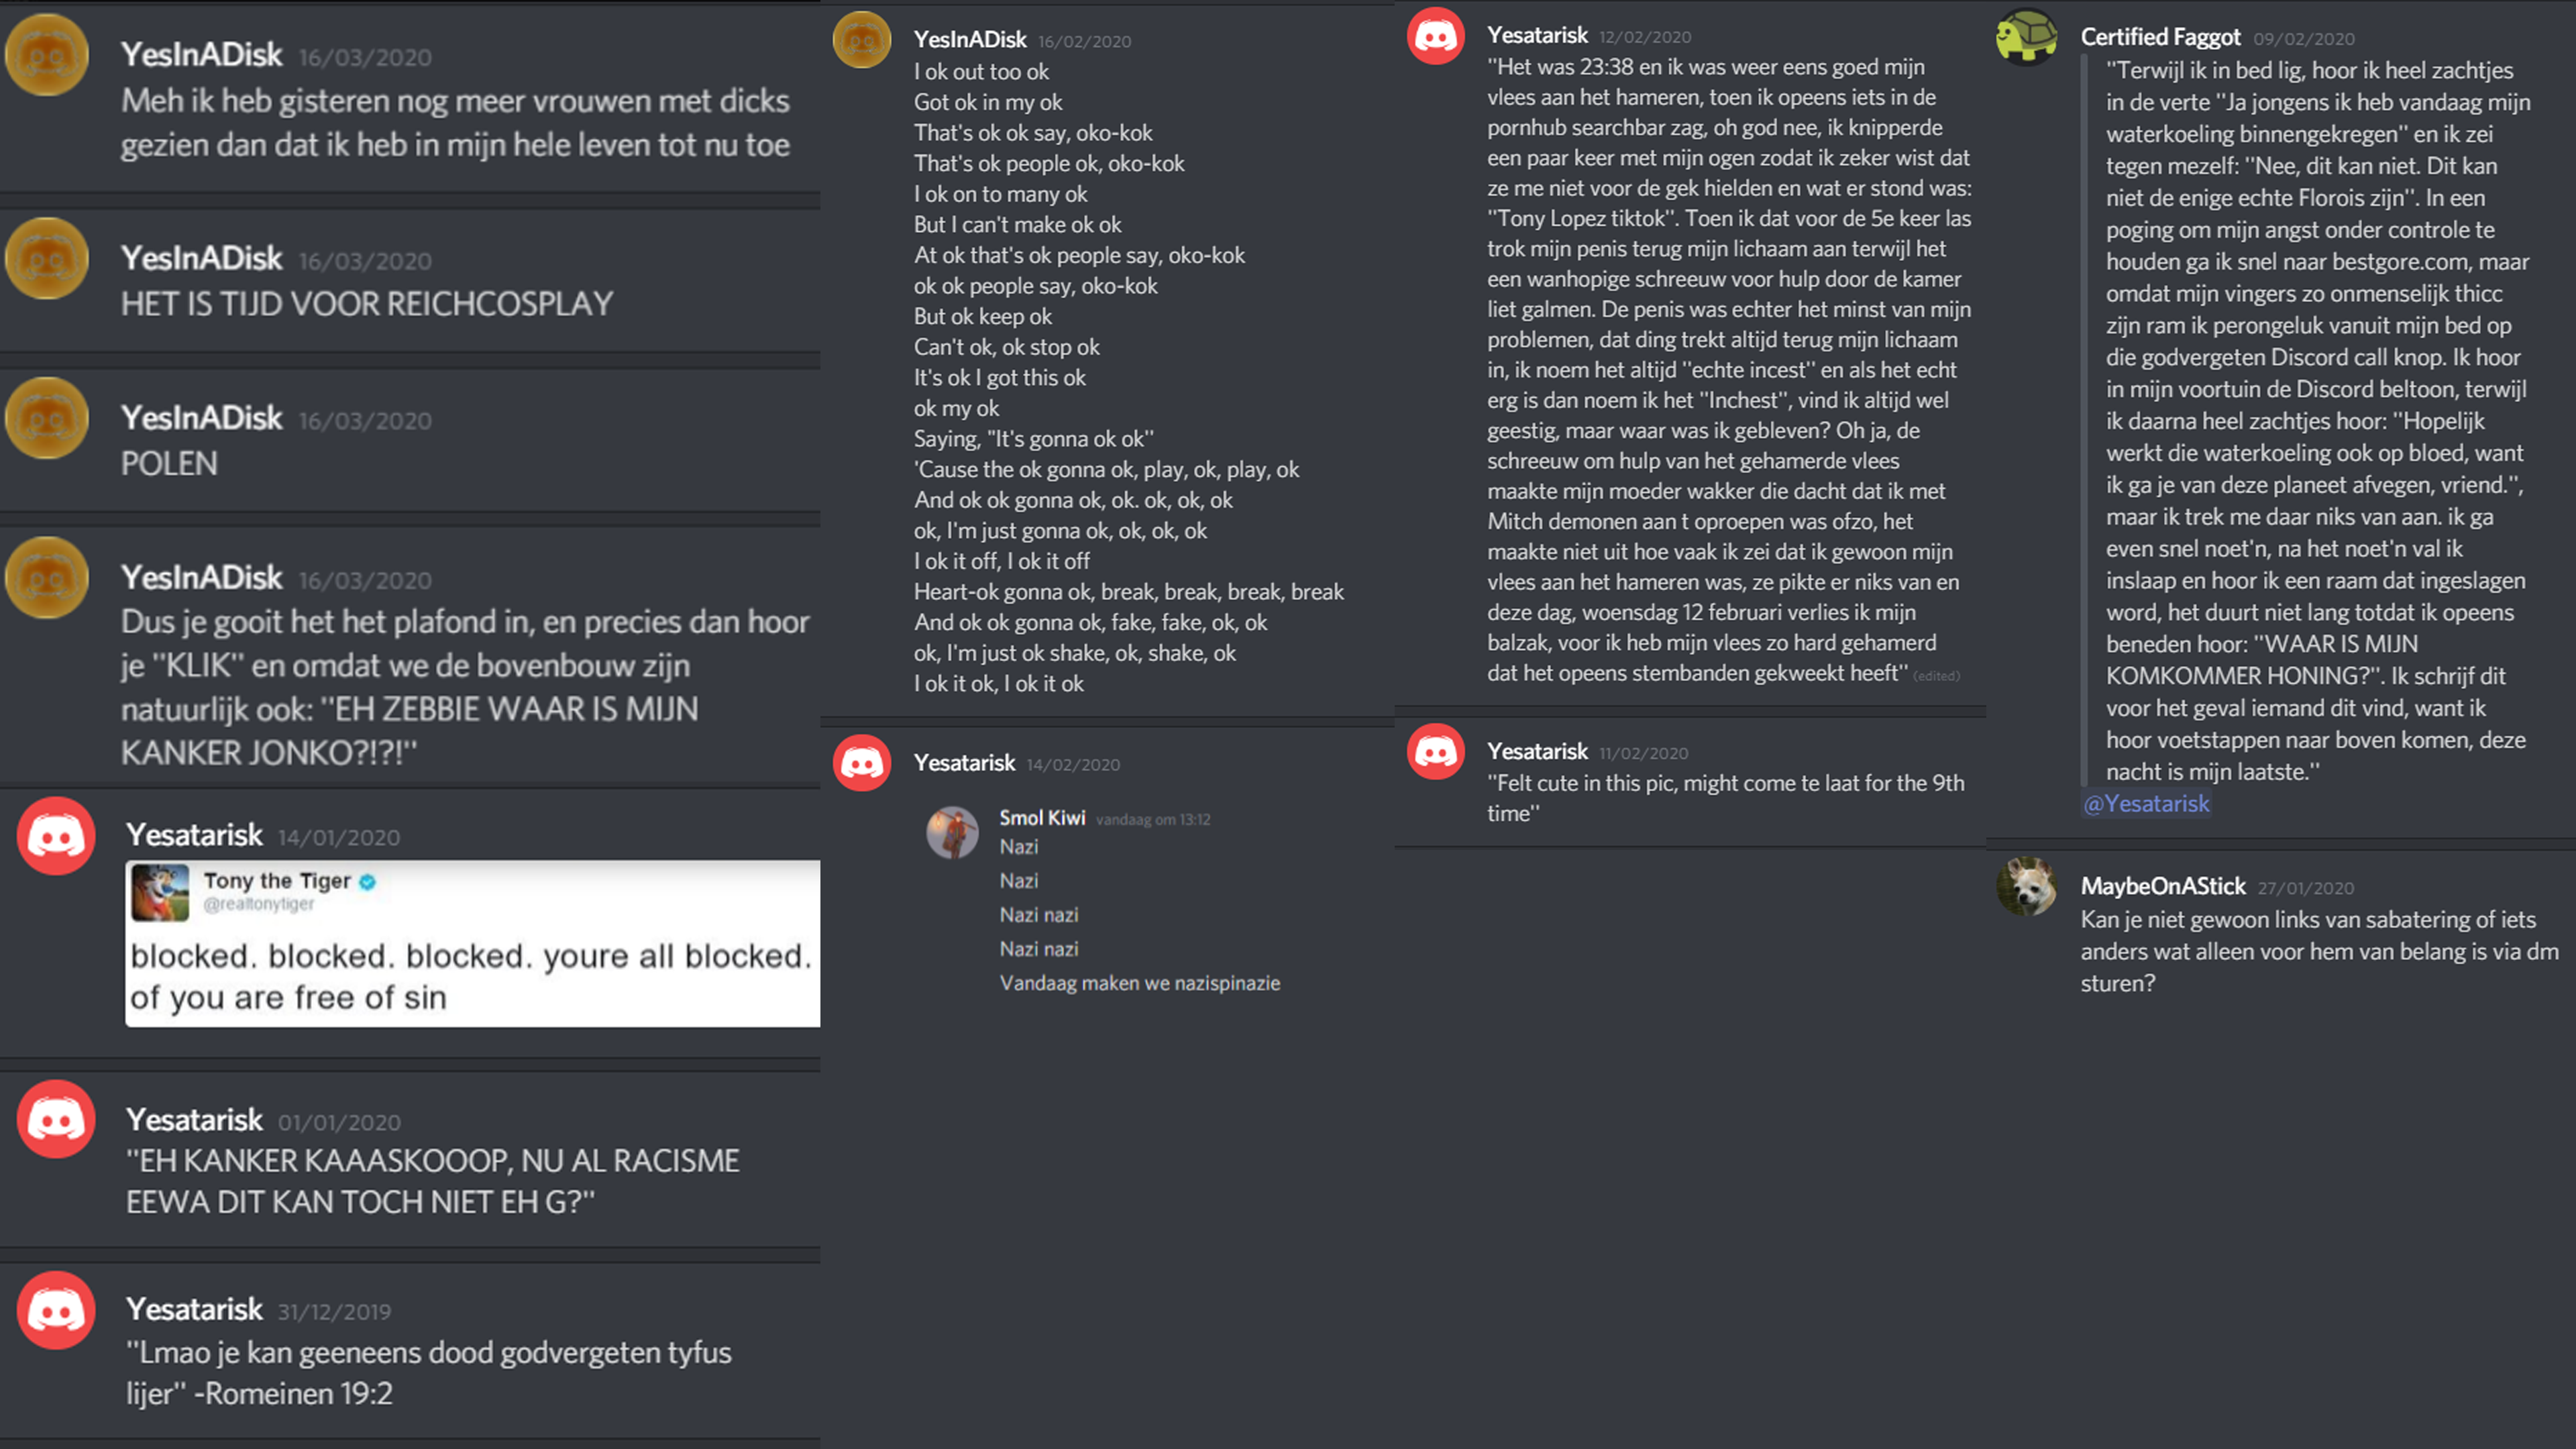 YesInADisk 16/03/2020
Meh ik heb gisteren nog meer vrouwen met dicks
gezien dan dat ik heb in mijn hele leven tot nu toe
YesInADisk 16/03/2020
HET IS TIJD VOOR REICHCOSPLAY
YesInADisk 16/03/2020
POLEN
YesInADisk 16/03/2020
Dus je gooit het het plafond in, en precies dan hoor
je "KLIK" en omdat we de bovenbouw zijn
natuurlijk ook: "EH ZEBBIE WAAR IS MIJN
KANKER JONKO?!?!"
Yesatarisk 14/01/2020
Tony the Tiger
@realtonytiger
blocked. blocked. blocked. youre all blocked.
of you are free of sin
Yesatarisk 01/01/2020
"EH KANKER KAAASKOOOP, NU AL RACISME
EEWA DIT KAN TOCH NIET EH G?"
Yesatarisk 31/12/2019
"Lmao je kan geeneens dood godvergeten tyfus
lijer" -Romeinen 19:2
YesInADisk 16/02/2020
I ok out too ok
Got ok in my ok
That's ok ok say, oko-kok
That's ok people ok, oko-kok
I ok on to many ok
But I can't make ok ok
At ok that's ok people say, oko-kok
ok ok people say, oko-kok
But ok keep ok
Can't ok, ok stop ok
It's ok I got this ok
ok my ok
Saying, "It's gonna ok ok"
'Cause the ok gonna ok, play, ok, play, ok
And ok ok gonna ok, ok. ok, ok, ok
ok, I'm just gonna ok, ok, ok, ok
I ok it off, I ok it off
Heart-ok gonna ok, break, break, break, break
And ok ok gonna ok, fake, fake, ok, ok
ok, I'm just ok shake, ok, shake, ok
I ok it ok, I ok it ok
Yesatarisk 14/02/2020
Smol Kiwi vandaag om 13:12
Nazi
Nazi
Nazi nazi
Nazi nazi
Vandaag maken we nazispinazie
Yesatarisk 12/02/2020
"Het was 23:38 en ik was weer eens goed mijn
vlees aan het hameren, toen ik opeens iets in de
pornhub searchbar zag, oh god nee, ik knipperde
een paar keer met mijn ogen zodat ik zeker wist dat
ze me niet voor de gek hielden en wat er stond was:
"Tony Lopez tiktok". Toen ik dat voor de 5e keer las
trok mijn penis terug mijn lichaam aan terwijl het
een wanhopige schreeuw voor hulp door de kamer
liet galmen. De penis was echter het minst van mijn
problemen, dat ding trekt altijd terug mijn lichaam
in, ik noem het altijd "echte incest" en als het echt
erg is dan noem ik het "Inchest", vind ik altijd wel
geestig, maar waar was ik gebleven? Oh ja, de
schreeuw om hulp van het gehamerde vlees
maakte mijn moeder wakker die dacht dat ik met
Mitch demonen aan t oproepen was ofzo, het
maakte niet uit hoe vaak ik zei dat ik gewoon mijn
vlees aan het hameren was, ze pikte er niks van en
deze dag, woensdag 12 februari verlies ik mijn
balzak, voor ik heb mijn vlees zo hard gehamerd
dat het opeens stembanden gekweekt heeft" (edited)
Yesatarisk 11/02/2020
"Felt cute in this pic, might come te laat for the 9th
time"
Certified Faggot 09/02/2020
"Terwijl ik in bed lig, hoor ik heel zachtjes
in de verte "Ja jongens ik heb vandaag mijn
waterkoeling binnengekregen" en ik zei
tegen mezelf: "Nee, dit kan niet. Dit kan
niet de enige echte Florois zijn". In een
poging om mijn angst onder controle te
houden ga ik snel naar bestgore.com, maar
omdat mijn vingers zo onmenselijk thicc
zijn ram ik perongeluk vanuit mijn bed op
die godvergeten Discord call knop. Ik hoor
in mijn voortuin de Discord beltoon, terwijl
ik daarna heel zachtjes hoor: "Hopelijk
werkt die waterkoeling ook op bloed, want
ik ga je van deze planeet afvegen, vriend.",
maar ik trek me daar niks van aan. ik ga
even snel noet'n, na het noet'n val ik
inslaap en hoor ik een raam dat ingeslagen
word, het duurt niet lang totdat ik opeens
beneden hoor: "WAAR IS MIJN
KOMKOMMER HONING?". Ik schrijf dit
voor het geval iemand dit vind, want ik
hoor voetstappen naar boven komen, deze
nacht is mijn laatste."
@Yesatarisk
MaybeOnAStick 27/01/2020
Kan je niet gewoon links van sabatering of iets
anders wat alleen voor hem van belang is via dm
sturen?